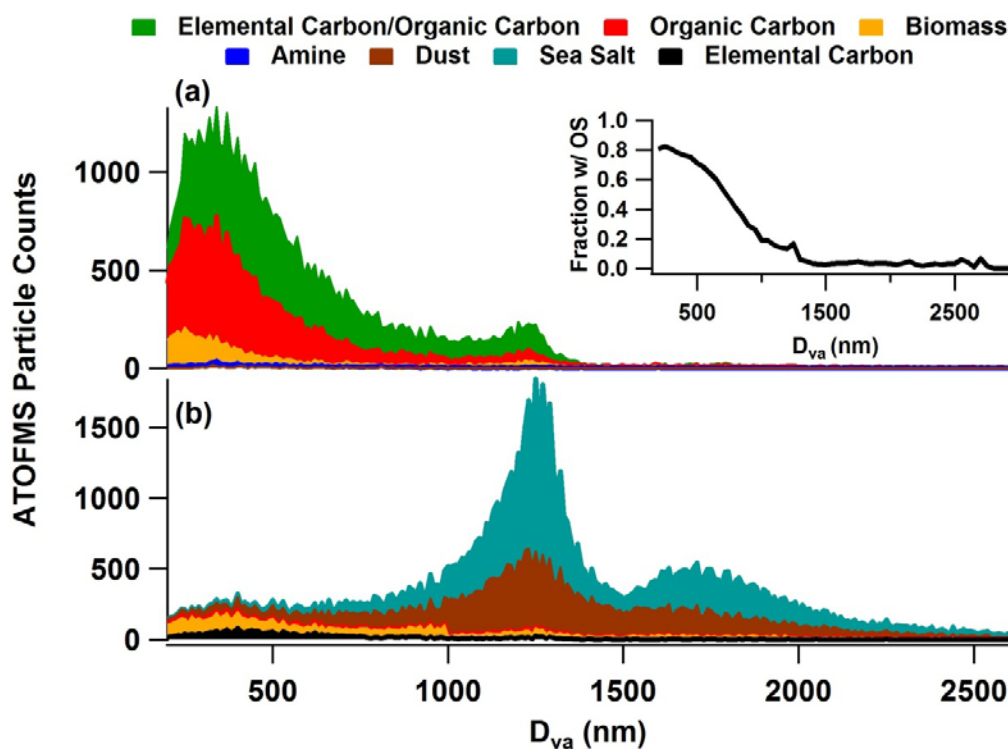 Elemental Carbon/Organic Carbon Organic Carbon Biomass
Amine Dust Sea Salt Elemental Carbon
(a)
1000
500
0
ATOFMS Particle Counts
1.0
0.8
0.6
0.4
0.2
0.0
Fraction w/ OS
500 1500 2500
Dva (nm)
(b)
1500
1000
500
0
500 1000 1500 2000 2500
Dva (nm)